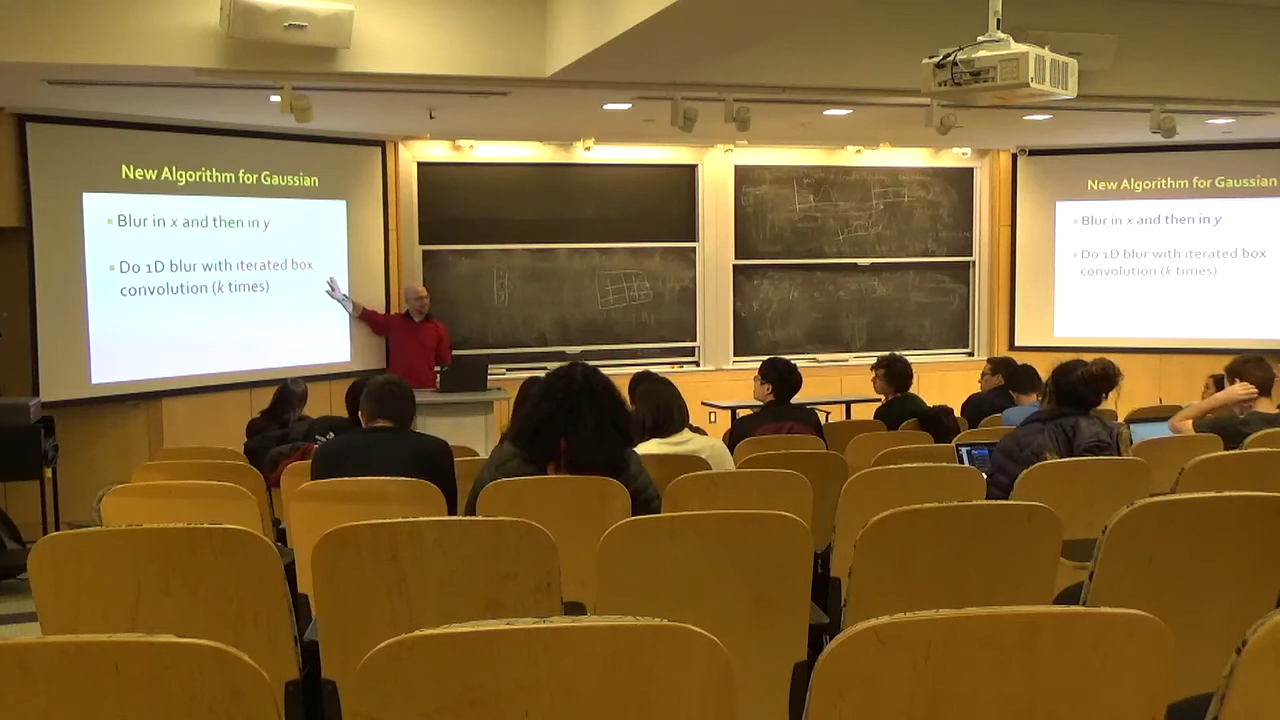 New Algorithm for Gaussian
Blur in x and then in y
Do 1D blur with iterated box
convolution (k times)
New Algorithm for Gaussian
Blur in x and then in y
Do 1D blur with iterated box
convolution (k times)